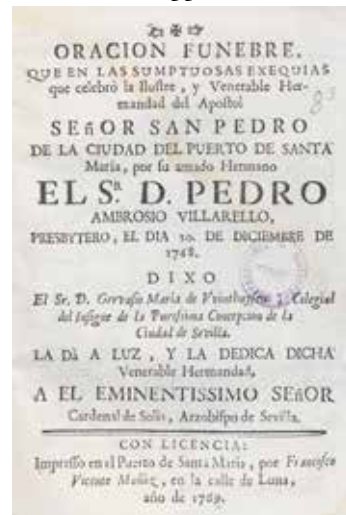 ORACION FUNEBRE,
QUE EN LAS SUMPTUOSAS EXEQUIAS
que celebrò la Ilustre, y Venerable Her-
mandad del Apostol
SEñOR SAN PEDRO
DE LA CIUDAD DEL PUERTO DE SANTA
Maria, por su amado Hermano
EL SR. D. PEDRO
AMBROSIO VILLARELLO,
PRESBYTERO, EL DIA 30. DE DICIEMBRE DE
1768.
DIXO
El Sr. D. Gervasio Maria de Colegial
del Insigne de la Purissima Concepcion de la
Ciudad de Sevilla.
LA Dà A LUZ, Y LA DEDICA DICHA
Venerable Hermandad,
A EL EMINENTISSIMO SEñOR
Cardenal de Solis, Arzobispo de Sevilla.
CON LICENCIA:
Impresso en el Puerto de Santa Maria, por Francisco
Vicente Muñoz, en la calle de Luna,
año de 1769.